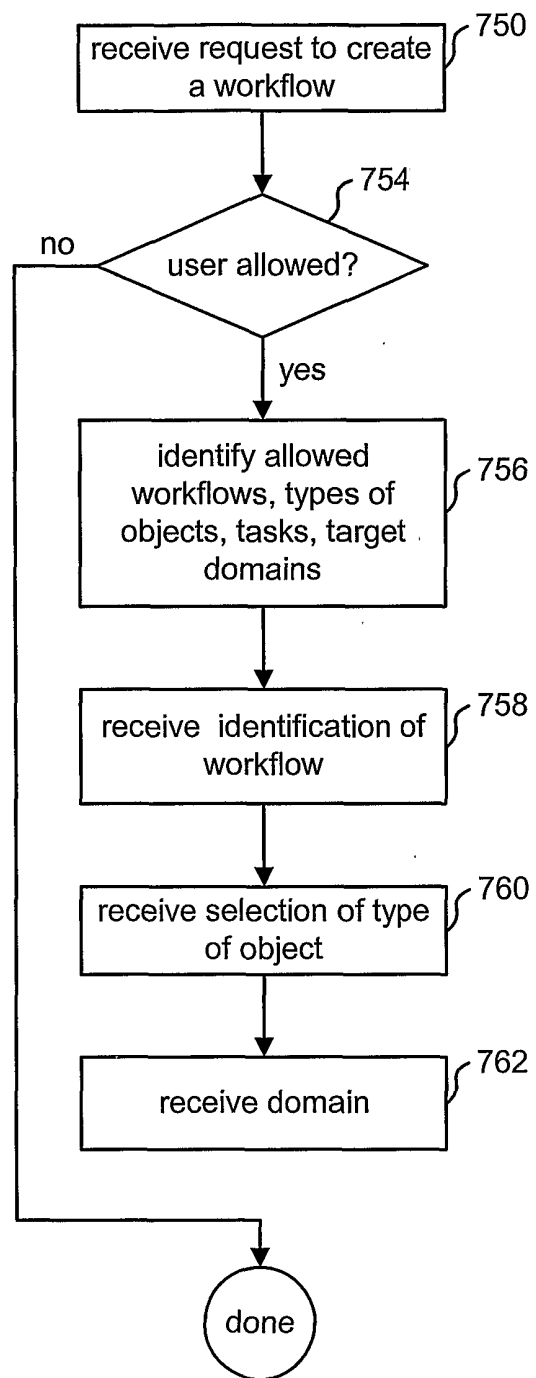 receive request to create
a workflow
750
754
no
user allowed?
yes
identify allowed
workflows, types of
objects, tasks, target
domains
756
receive identification of
workflow
758
receive selection of type
of object
760
receive domain
762
done